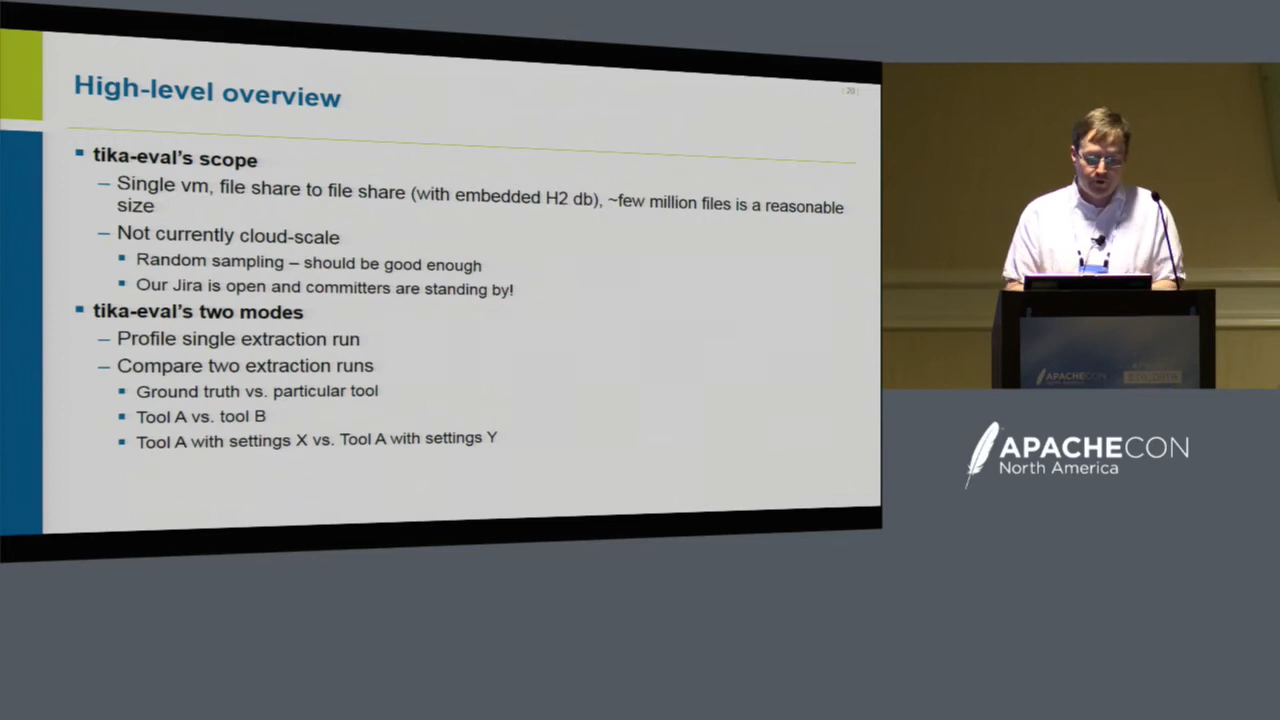 High-level overview
| 20 |
▪ tika-eval's scope
– Single vm, file share to file share (with embedded H2 db), ~few million files is a reasonable
size
– Not currently cloud-scale
▪ Random sampling – should be good enough
▪ Our Jira is open and committers are standing by!
▪ tika-eval's two modes
– Profile single extraction run
– Compare two extraction runs
▪ Ground truth vs. particular tool
▪ Tool A vs. tool B
▪ Tool A with settings X vs. Tool A with settings Y
APACHECON
APACHECON
North America